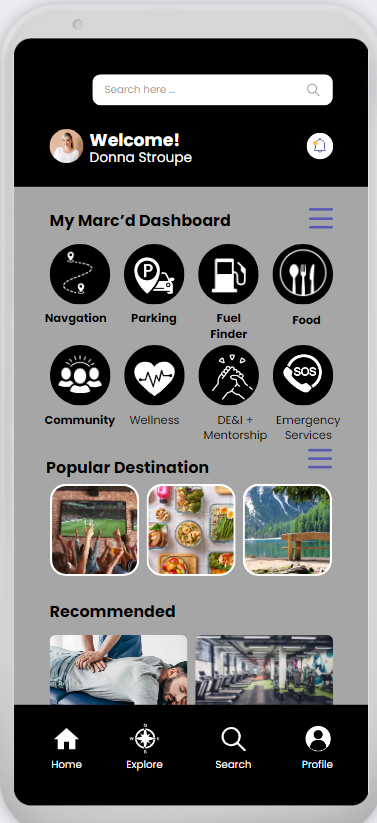 Search here ...
Welcome!
Donna Stroupe
My Marc'd Dashboard
P
SOS
Navgation
Parking
Fuel
Finder
Food
Community
Wellness
DE&I +
Mentorship
Emergency
Services
Popular Destination
Recommended
N
W
E
S
Home
Explore
Search
Profile